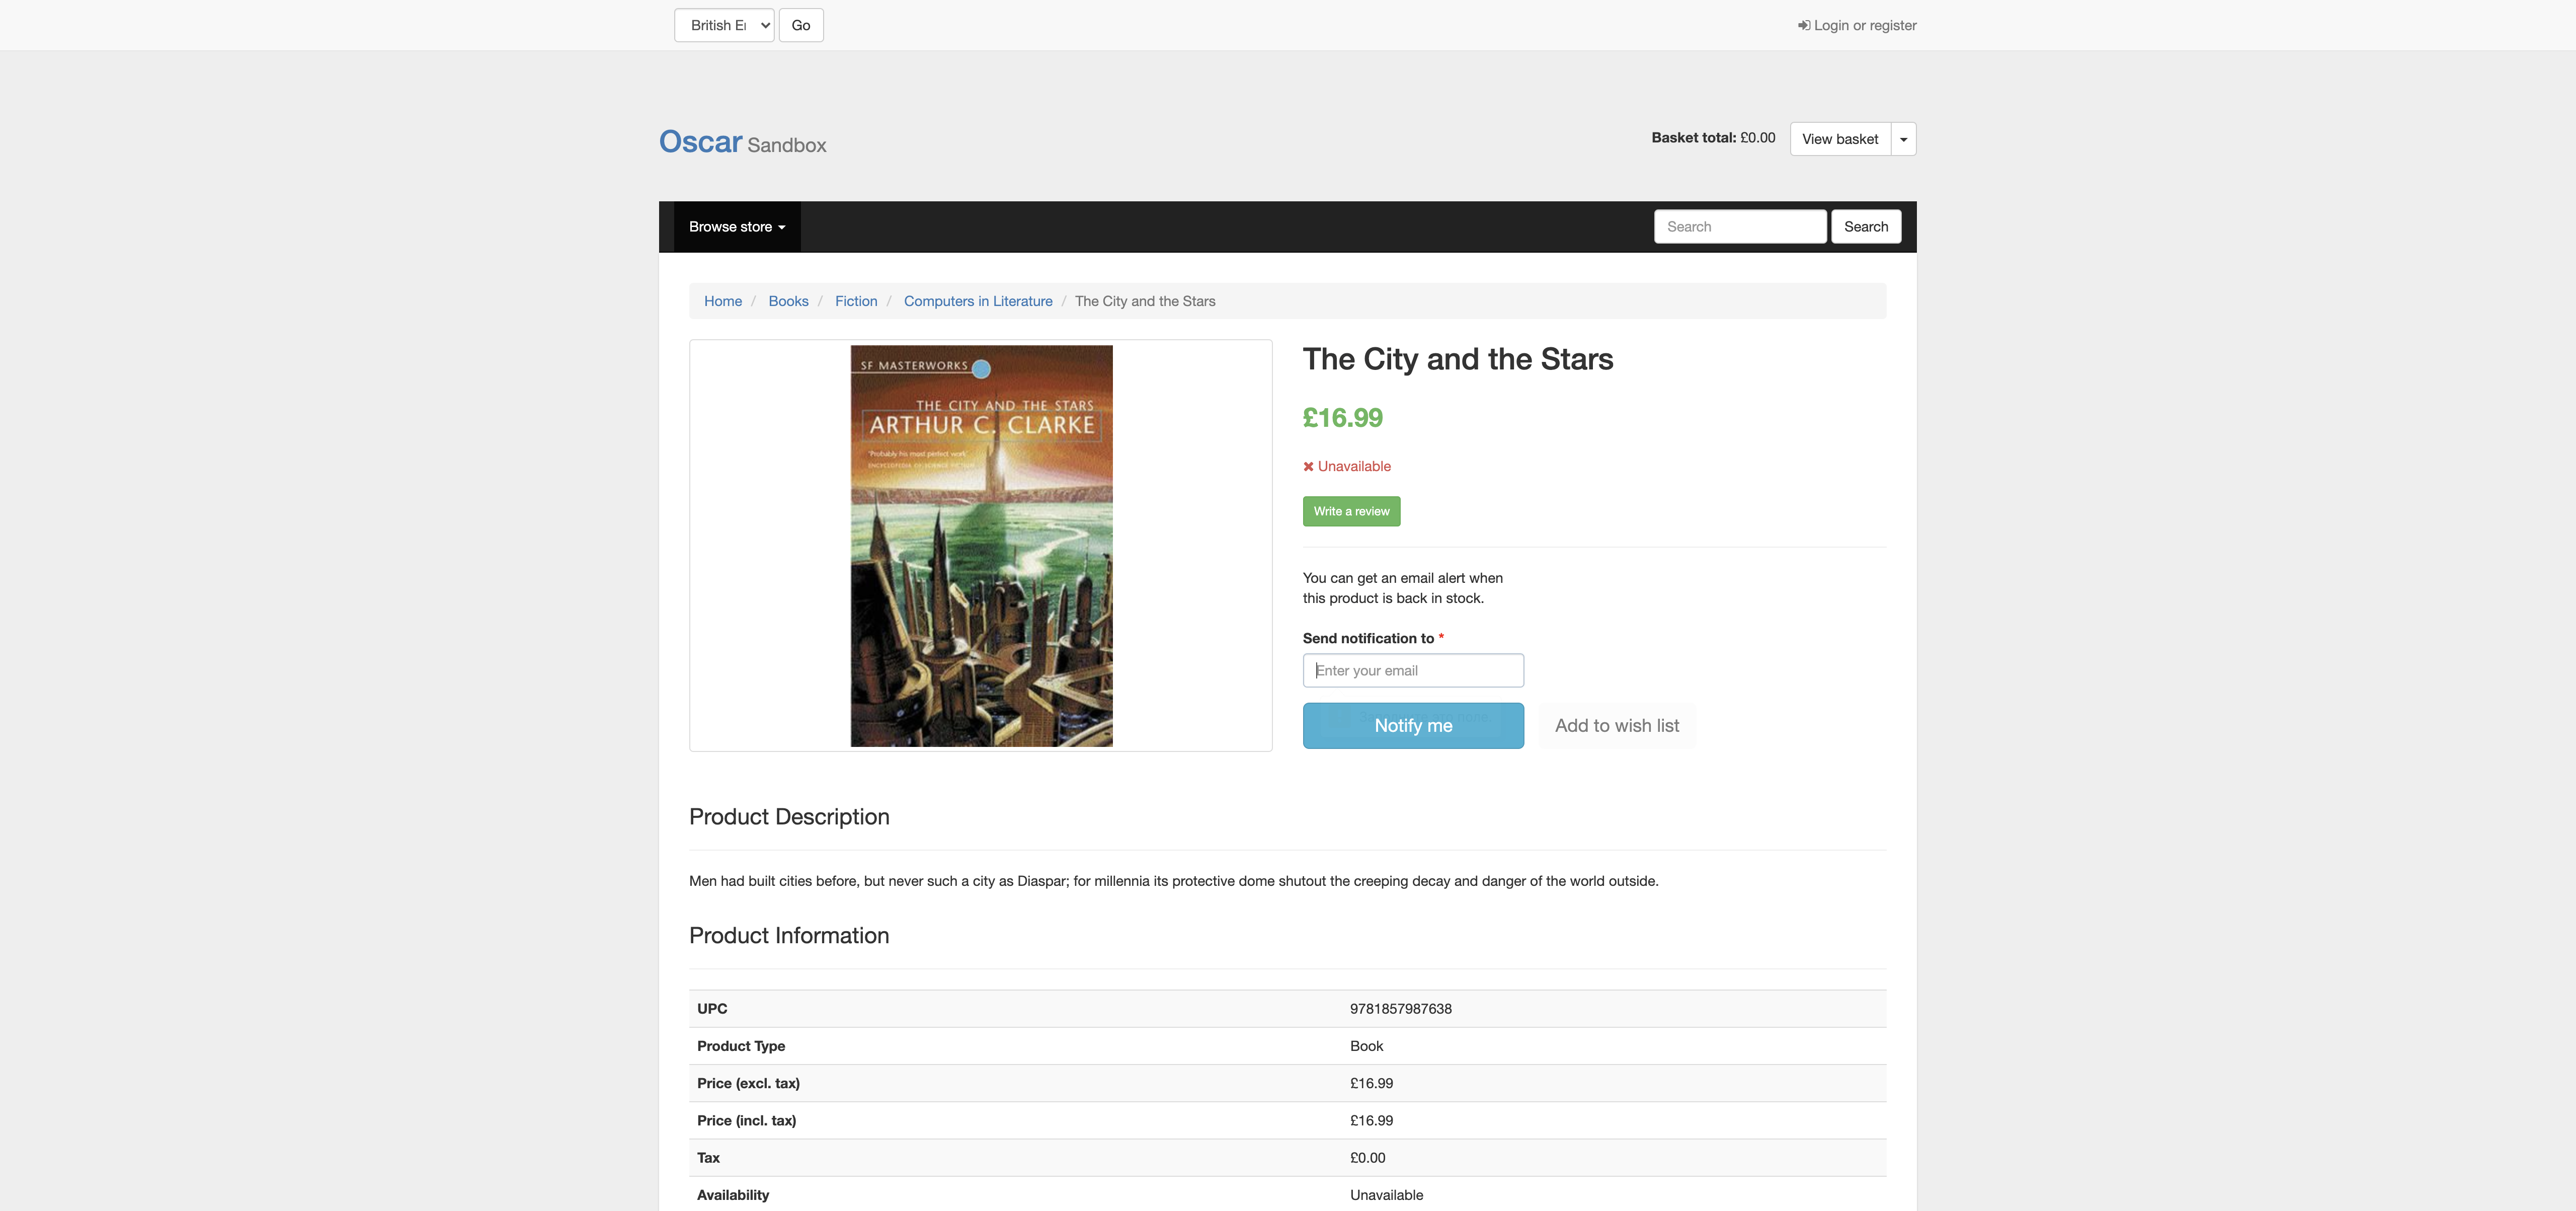 British E
Go
Login or register
Oscar Sandbox
Basket total: £0.00
View basket
Browse store
Search
Search
Home / Books / Fiction / Computers in Literature / The City and the Stars
SF MASTERWORKS
THE CITY AND THE STARS
ARTHUR C. CLARKE
'Probably his most perfect work'
ENCYCLOPEDIA OF SCIENCE FICTION
The City and the Stars
£16.99
Unavailable
Write a review
You can get an email alert when
this product is back in stock.
Send notification to *
Enter your email
Notify me
Add to wish list
Product Description
Men had built cities before, but never such a city as Diaspar; for millennia its protective dome shutout the creeping decay and danger of the world outside.
Product Information
UPC 9781857987638
Product Type Book
Price (excl. tax) £16.99
Price (incl. tax) £16.99
Tax £0.00
Availability Unavailable